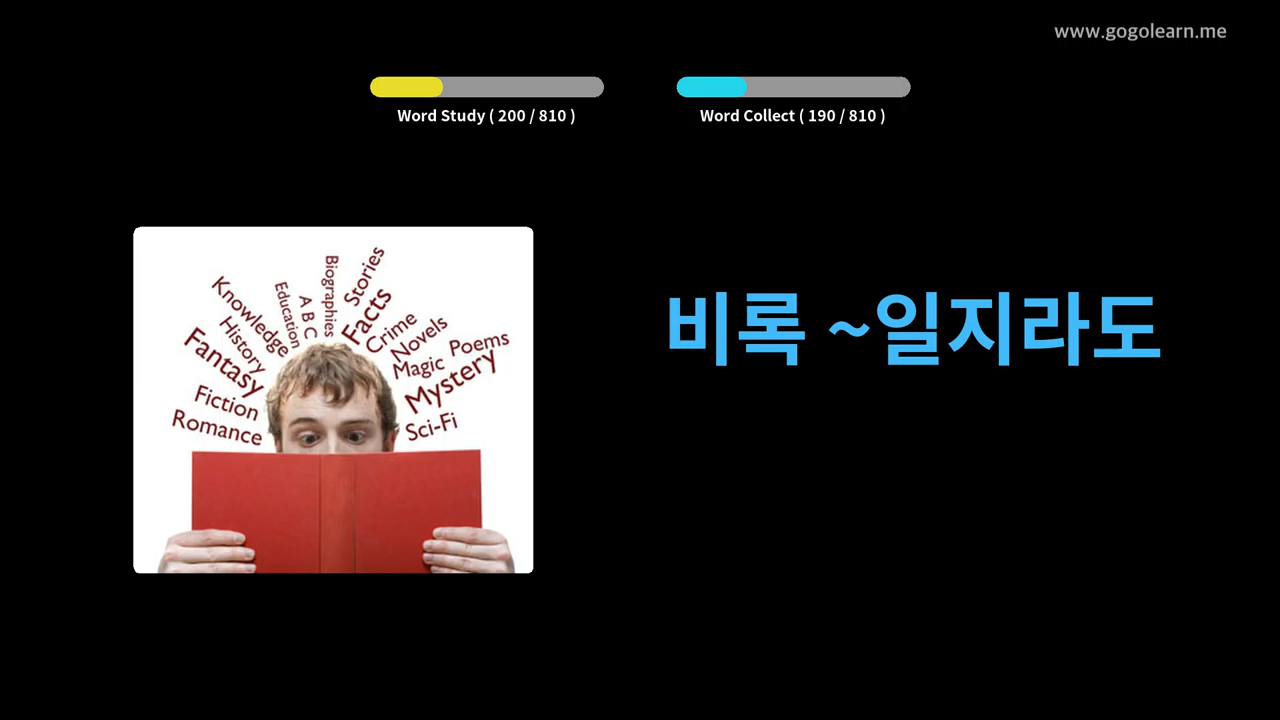 www.gogolearn.me
Word Study ( 200 / 810 )
Word Collect ( 190 / 810 )
Biographies
Stories
Knowledge
Education
A B C
Facts
Crime
Novels
History
Fantasy
Magic
Poems
Mystery
Fiction
Romance
Sci-Fi
비록 ~일지라도